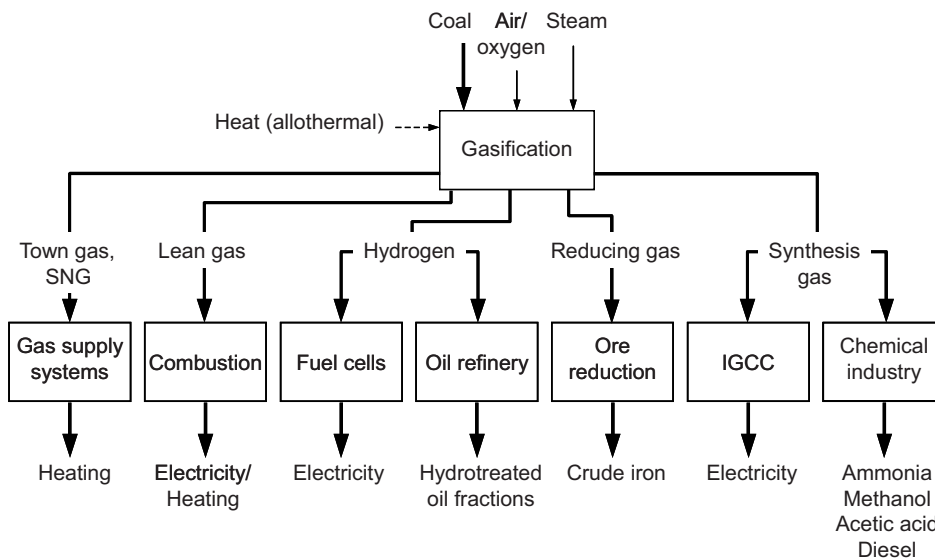 Coal
Air/
oxygen
Steam
Heat (allothermal)
Gasification
Town gas,
SNG
Lean gas
Hydrogen
Reducing gas
Synthesis
gas
Gas supply
systems
Combustion
Fuel cells
Oil refinery
Ore
reduction
IGCC
Chemical
industry
Heating
Electricity/
Heating
Electricity
Hydrotreated
oil fractions
Crude iron
Electricity
Ammonia
Methanol
Acetic acid
Diesel